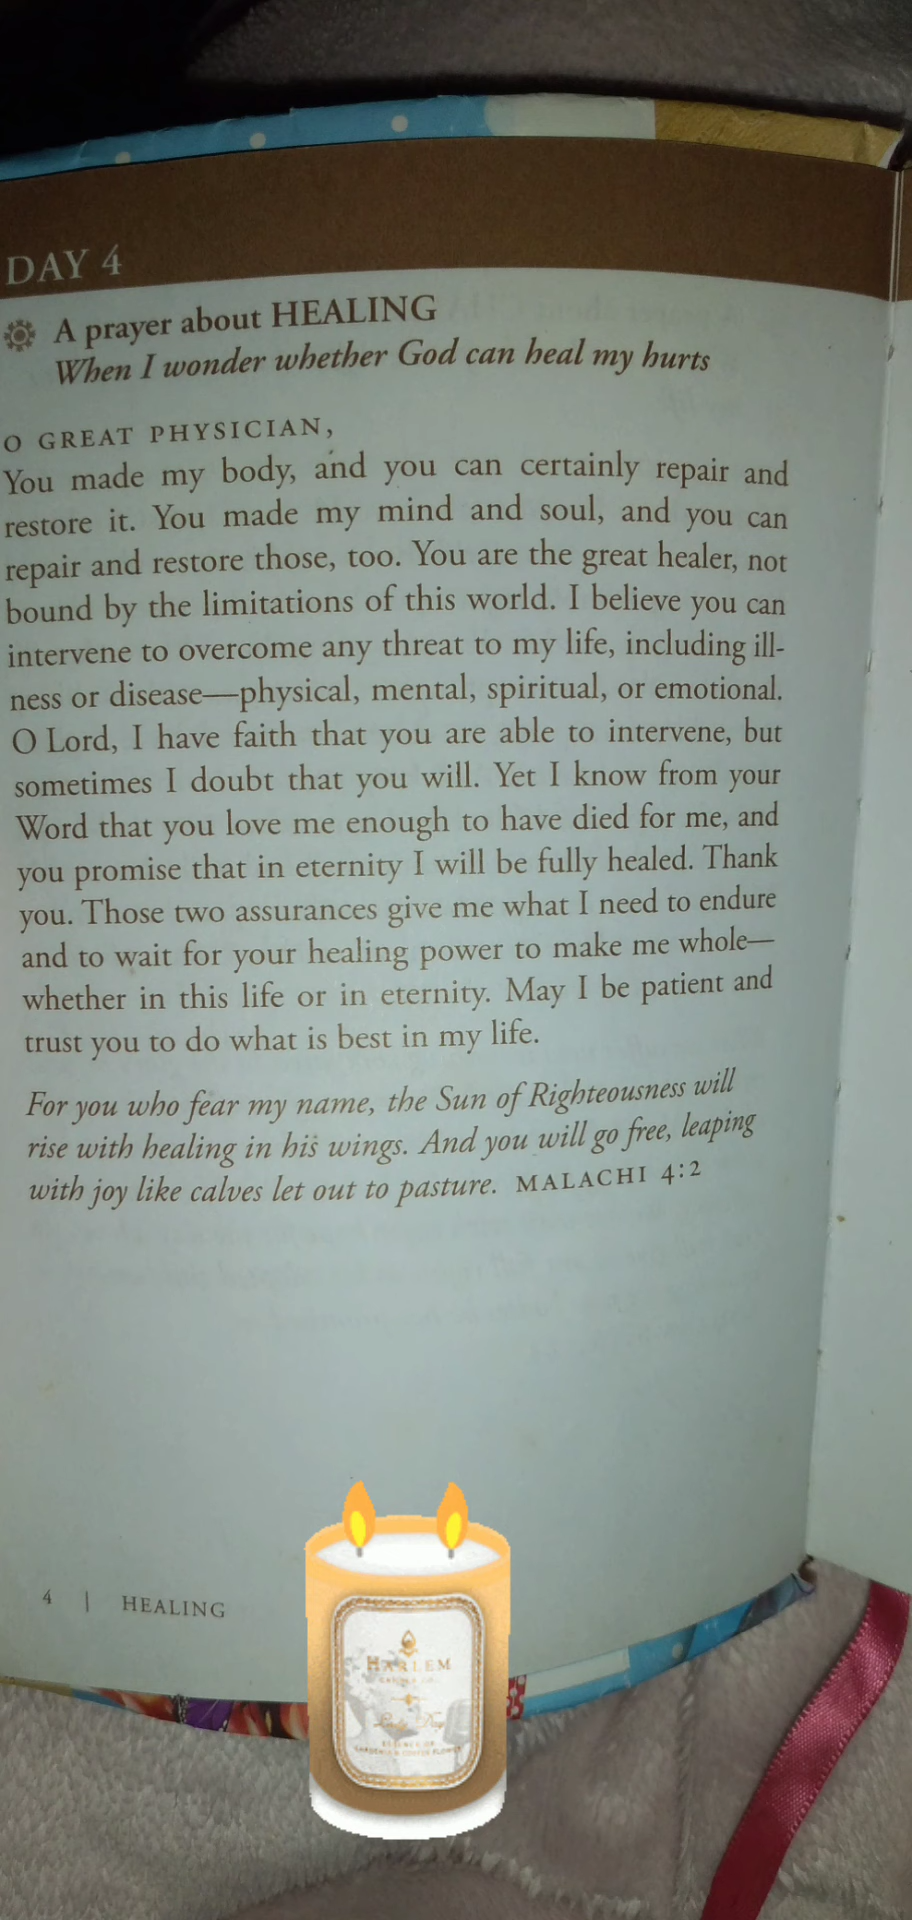 DAY 4
A prayer about HEALING
When I wonder whether God can heal my hurts
O GREAT PHYSICIAN,
You made my body, and you can certainly repair and
restore it. You made my mind and soul, and you can
repair and restore those, too. You are the great healer, not
bound by the limitations of this world. I believe you can
intervene to overcome any threat to my life, including ill-
ness or disease—physical, mental, spiritual, or emotional.
O Lord, I have faith that you are able to intervene, but
sometimes I doubt that you will. Yet I know from your
Word that you love me enough to have died for me, and
you promise that in eternity I will be fully healed. Thank
you. Those two assurances give me what I need to endure
and to wait for your healing power to make me whole—
whether in this life or in eternity. May I be patient and
trust you to do what is best in my life.
For you who fear my name, the Sun of Righteousness will
rise with healing in his wings. And you will go free, leaping
with joy like calves let out to pasture. MALACHI 4:2
4 | HEALING
HARLEM
CANDLE CO.
Lady Day
ESSENCE OF
GARDENIA & COFFEE FLOWER